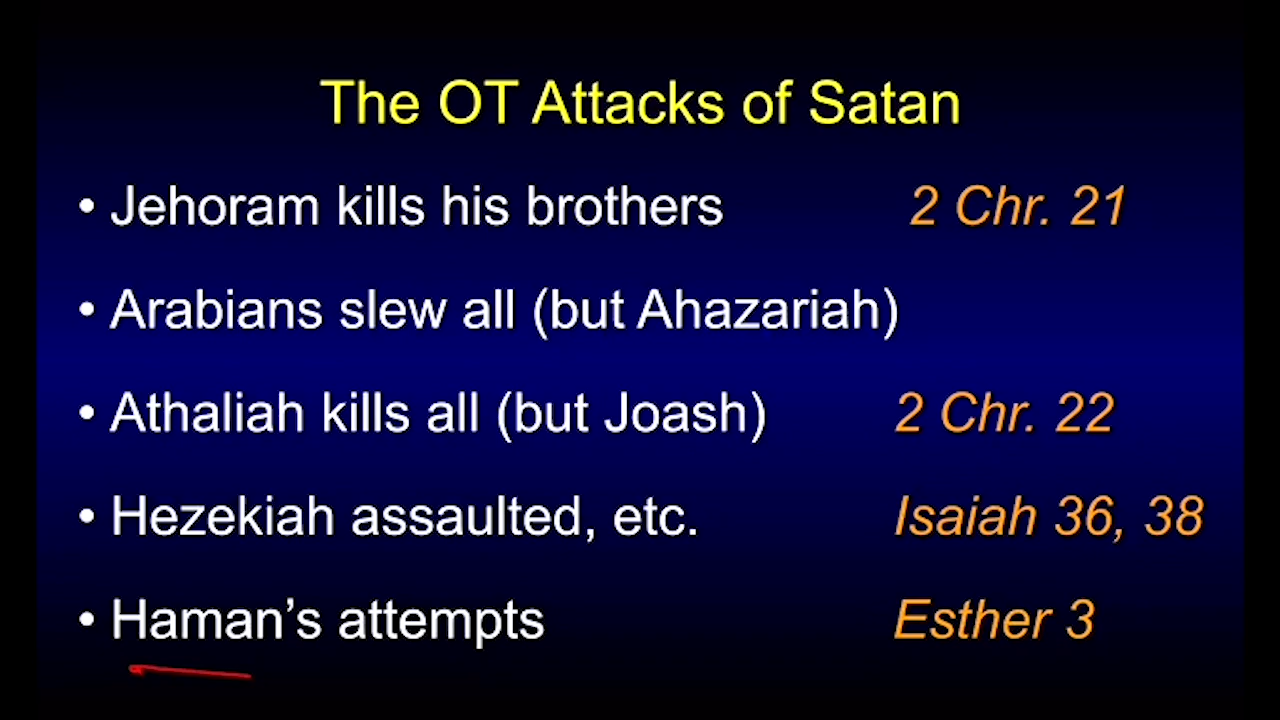 The OT Attacks of Satan
• Jehoram kills his brothers 2 Chr. 21
• Arabians slew all (but Ahazariah)
• Athaliah kills all (but Joash) 2 Chr. 22
• Hezekiah assaulted, etc. Isaiah 36, 38
• Haman’s attempts Esther 3